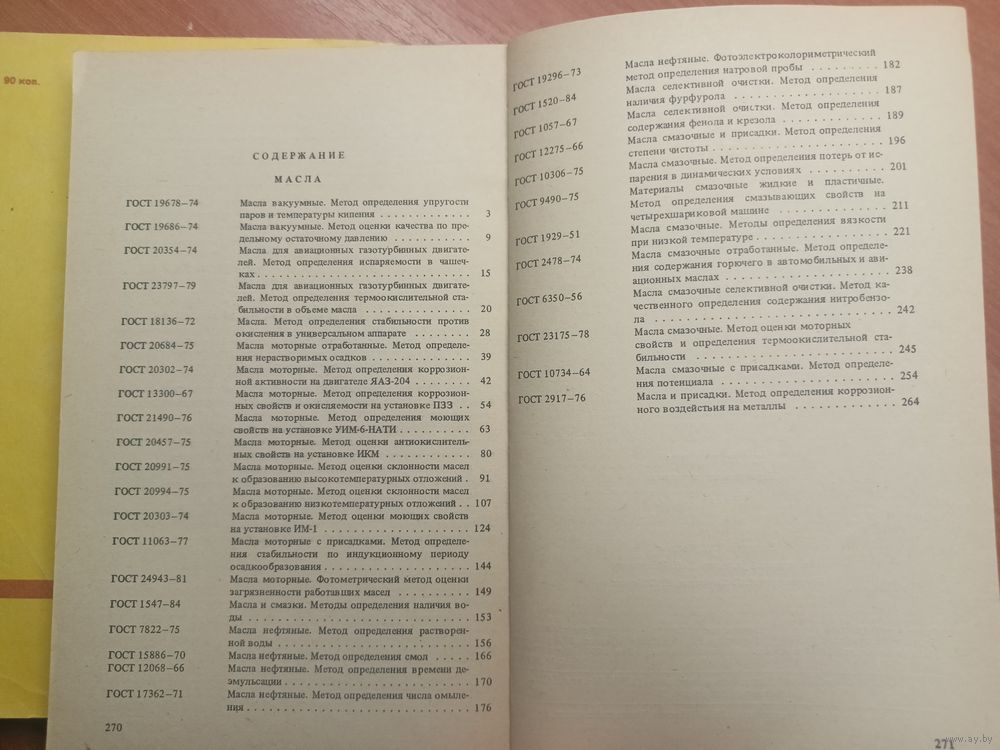 90 коп.
СОДЕРЖАНИЕ
МАСЛА
ГОСТ 19678–74 Масла вакуумные. Метод определения упругости
паров и температуры кипения . . . . . . . . . . . . 3
ГОСТ 19686–74 Масла вакуумные. Метод оценки качества по пре-
дельному остаточному давлению . . . . . . . . . . 9
ГОСТ 20354–74 Масла для авиационных газотурбинных двигате-
лей. Метод определения испаряемости в чашеч-
ках . . . . . . . . . . . . . . . . . . . . . . . . . . . . . 15
ГОСТ 23797–79 Масла для авиационных газотурбинных двигате-
лей. Метод определения термоокислительной ста-
бильности в объеме масла . . . . . . . . . . . . . . 20
ГОСТ 18136–72 Масла. Метод определения стабильности против
окисления в универсальном аппарате . . . . . . . 28
ГОСТ 20684–75 Масла моторные отработанные. Метод определе-
ния нерастворимых осадков . . . . . . . . . . . . . 39
ГОСТ 20302–74 Масла моторные. Метод определения коррозион-
ной активности на двигателе ЯАЗ-204 . . . . . . . 42
ГОСТ 13300–67 Масла моторные. Метод определения коррозион-
ных свойств и окисляемости на установке ПЗЗ . . 54
ГОСТ 21490–76 Масла моторные. Метод определения моющих
свойств на установке УИМ-6-НАТИ . . . . . . . . . 63
ГОСТ 20457–75 Масла моторные. Метод оценки антиокислитель-
ных свойств на установке ИКМ . . . . . . . . . . . 80
ГОСТ 20991–75 Масла моторные. Метод оценки склонности масел
к образованию высокотемпературных отложений . 91
ГОСТ 20994–75 Масла моторные. Метод оценки склонности масел
к образованию низкотемпературных отложений . . 107
ГОСТ 20303–74 Масла моторные. Метод оценки моющих свойств
на установке ИМ-1 . . . . . . . . . . . . . . . . . . . 124
ГОСТ 11063–77 Масла моторные с присадками. Метод определе-
ния стабильности по индукционному периоду
осадкообразования . . . . . . . . . . . . . . . . . . . 144
ГОСТ 24943–81 Масла моторные. Фотометрический метод оценки
загрязненности работавших масел . . . . . . . . . 149
ГОСТ 1547–84 Масла и смазки. Методы определения наличия во-
ды . . . . . . . . . . . . . . . . . . . . . . . . . . . . . 153
ГОСТ 7822–75 Масла нефтяные. Метод определения растворен-
ной воды . . . . . . . . . . . . . . . . . . . . . . . . . 156
ГОСТ 15886–70 Масла нефтяные. Метод определения смол . . . . . 166
ГОСТ 12068–66 Масла нефтяные. Метод определения времени де-
эмульсации . . . . . . . . . . . . . . . . . . . . . . . . 170
ГОСТ 17362–71 Масла нефтяные. Метод определения числа омыле-
ния . . . . . . . . . . . . . . . . . . . . . . . . . . . . . 176
270
ГОСТ 19296–73 Масла нефтяные. Фотоэлектроколориметрический
метод определения натровой пробы . . . . . . . . . 182
ГОСТ 1520–84 Масла селективной очистки. Метод определения
наличия фурфурола . . . . . . . . . . . . . . . . . . . 187
ГОСТ 1057–67 Масла селективной очистки. Метод определения
содержания фенола и крезола . . . . . . . . . . . . 189
ГОСТ 12275–66 Масла смазочные и присадки. Метод определения
степени чистоты . . . . . . . . . . . . . . . . . . . . . 196
ГОСТ 10306–75 Масла смазочные. Метод определения потерь от ис-
парения в динамических условиях . . . . . . . . . . 201
ГОСТ 9490–75 Материалы смазочные жидкие и пластичные.
Метод определения смазывающих свойств на
четырехшариковой машине . . . . . . . . . . . . . . 211
ГОСТ 1929–51 Масла смазочные. Методы определения вязкости
при низкой температуре . . . . . . . . . . . . . . . . . 221
ГОСТ 2478–74 Масла смазочные отработанные. Метод определе-
ния содержания горючего в автомобильных и ави-
ационных маслах . . . . . . . . . . . . . . . . . . . . 238
ГОСТ 6350–56 Масла смазочные селективной очистки. Метод ка-
чественного определения содержания нитробензо-
ла . . . . . . . . . . . . . . . . . . . . . . . . . . . . . 242
ГОСТ 23175–78 Масла смазочные. Метод оценки моторных
свойств и определения термоокислительной ста-
бильности . . . . . . . . . . . . . . . . . . . . . . . . 245
ГОСТ 10734–64 Масла смазочные с присадками. Метод определе-
ния потенциала . . . . . . . . . . . . . . . . . . . . . 254
ГОСТ 2917–76 Масла и присадки. Метод определения коррозион-
ного воздействия на металлы . . . . . . . . . . . . . 264
271
www.ay.by